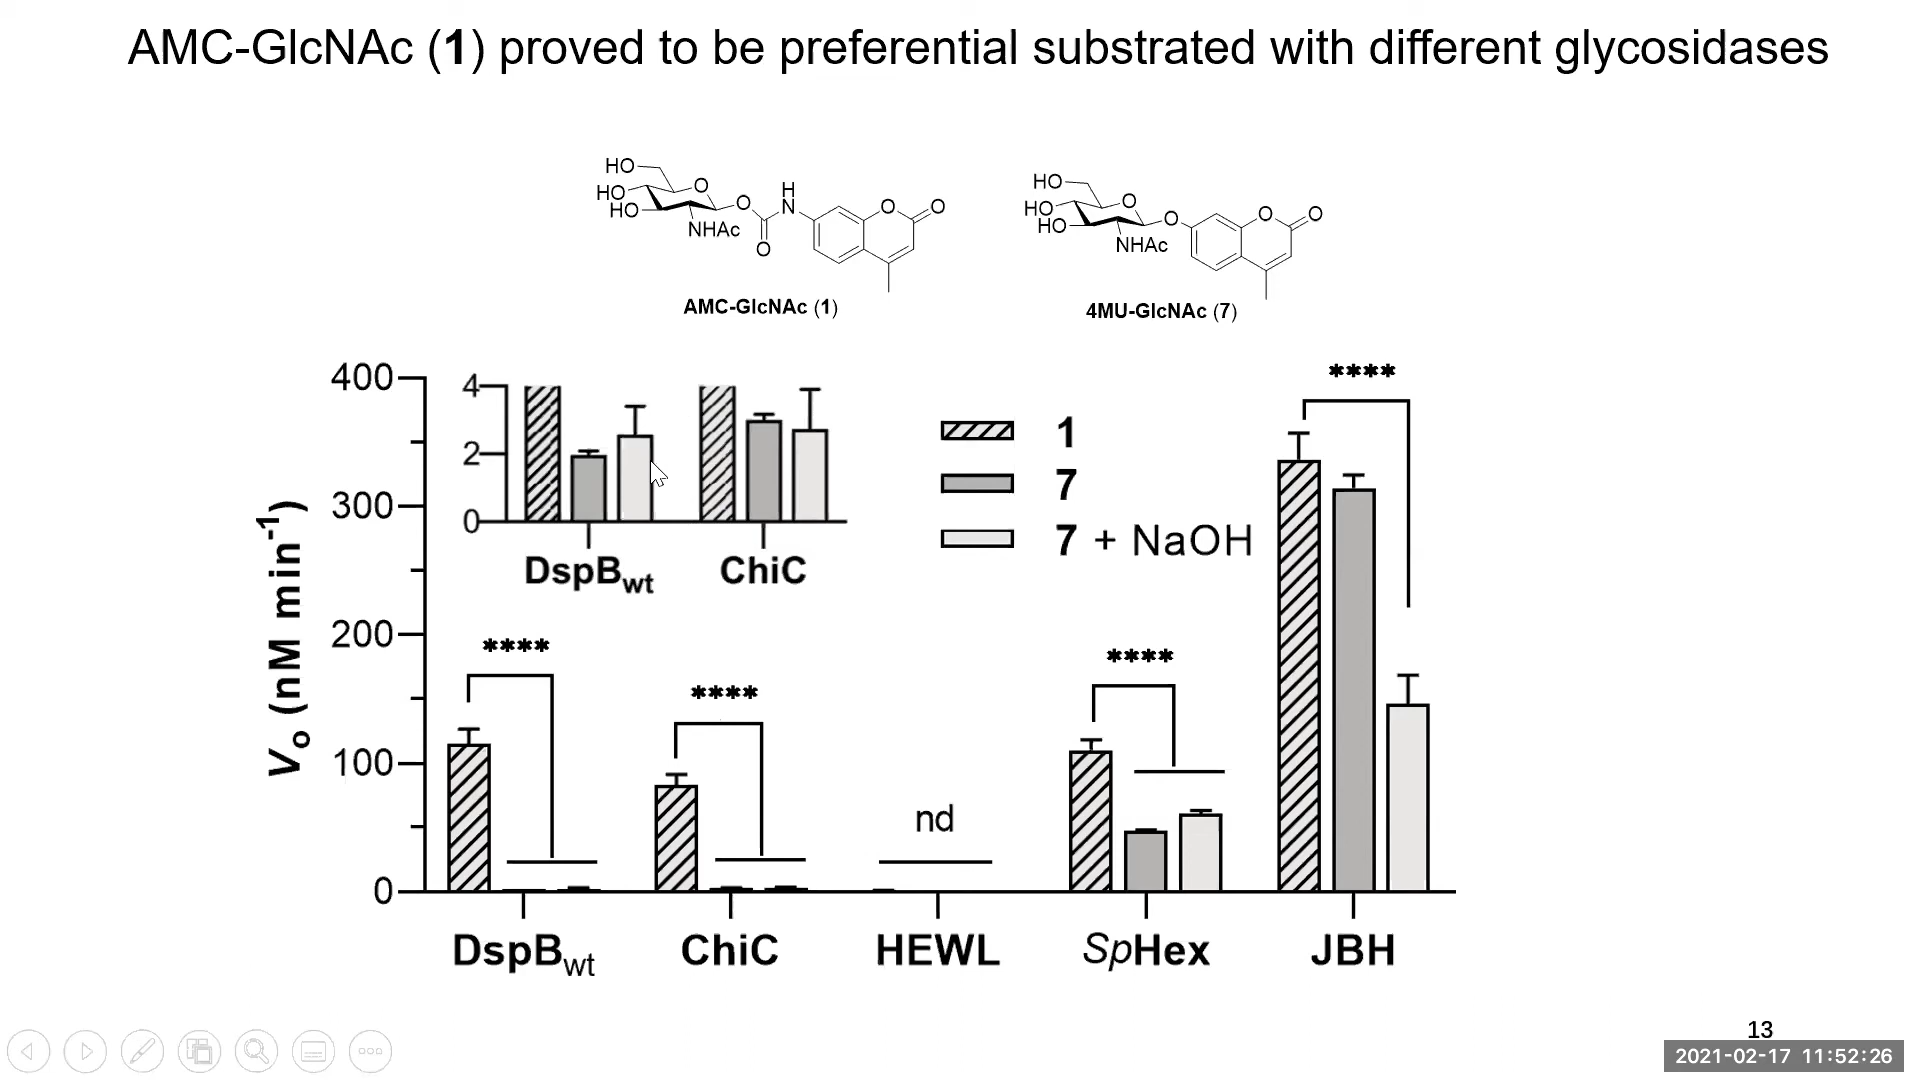 AMC-GlcNAc (1) proved to be preferential substrated with different glycosidases
HO
HO
HO
O
NHAc
O
O
H
N
O
O
AMC-GlcNAc (1)
HO
HO
HO
O
NHAc
O
O
O
4MU-GlcNAc (7)
Vo (nM min-1)
400
300
200
100
0
4
2
0
DspBwt
ChiC
1
7
7 + NaOH
****
****
nd
****
****
DspBwt
ChiC
HEWL
SpHex
JBH
13
2021-02-17 11:52:26